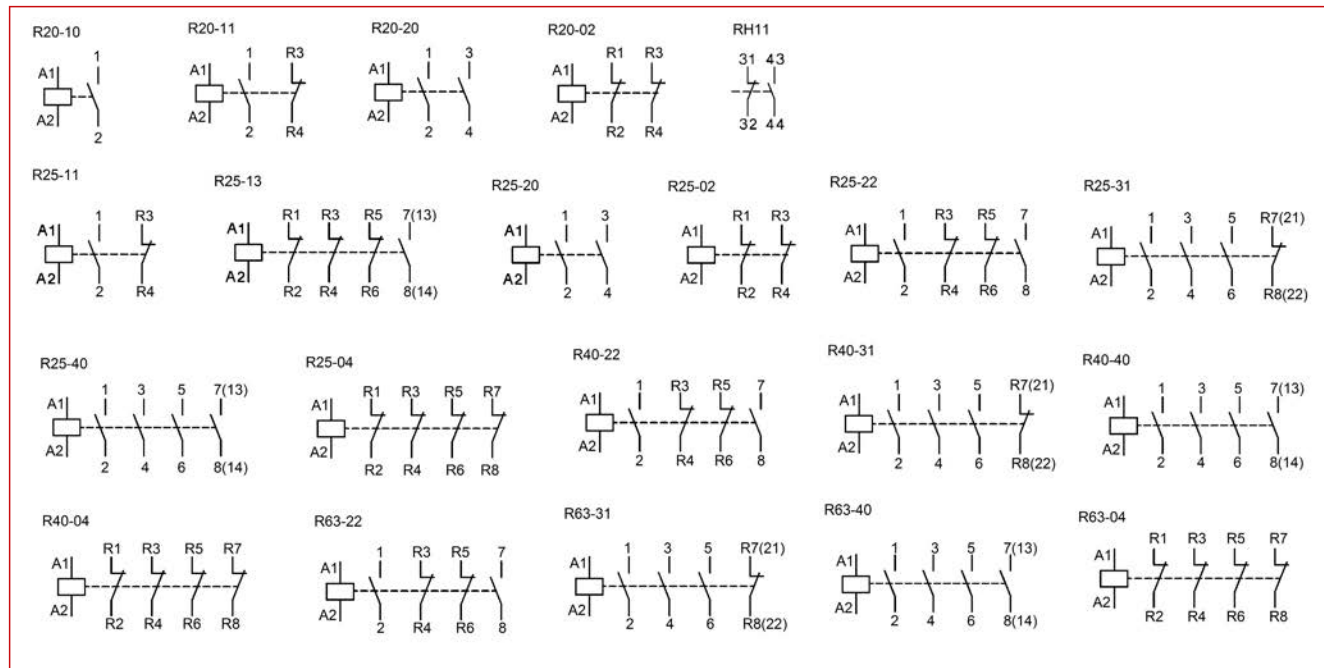 R20-10 R20-11 R20-20 R20-02 RH11
1 1 R3 1 3 R1 R3 31 43
A1 A1 A1 A1
A2 A2 A2 A2
2 2 R4 2 4 R2 R4 32 44
R25-11 R25-13 R25-20 R25-02 R25-22 R25-31
1 R3 R1 R3 R5 7(13) 1 3 R1 R3 1 R3 R5 7 1 3 5 R7(21)
A1 A1 A1 A1 A1 A1
A2 A2 A2 A2 A2 A2
2 R4 R2 R4 R6 8(14) 2 4 R2 R4 2 R4 R6 8 2 4 6 R8(22)
R25-40 R25-04 R40-22 R40-31 R40-40
1 3 5 7(13) R1 R3 R5 R7 1 R3 R5 7 1 3 5 R7(21) 1 3 5 7(13)
A1 A1 A1 A1 A1
A2 A2 A2 A2 A2
2 4 6 8(14) R2 R4 R6 R8 2 R4 R6 8 2 4 6 R8(22) 2 4 6 8(14)
R40-04 R63-22 R63-31 R63-40 R63-04
R1 R3 R5 R7 1 R3 R5 7 1 3 5 R7(21) 1 3 5 7(13) R1 R3 R5 R7
A1 A1 A1 A1 A1
A2 A2 A2 A2 A2
R2 R4 R6 R8 2 R4 R6 8 2 4 6 R8(22) 2 4 6 8(14) R2 R4 R6 R8